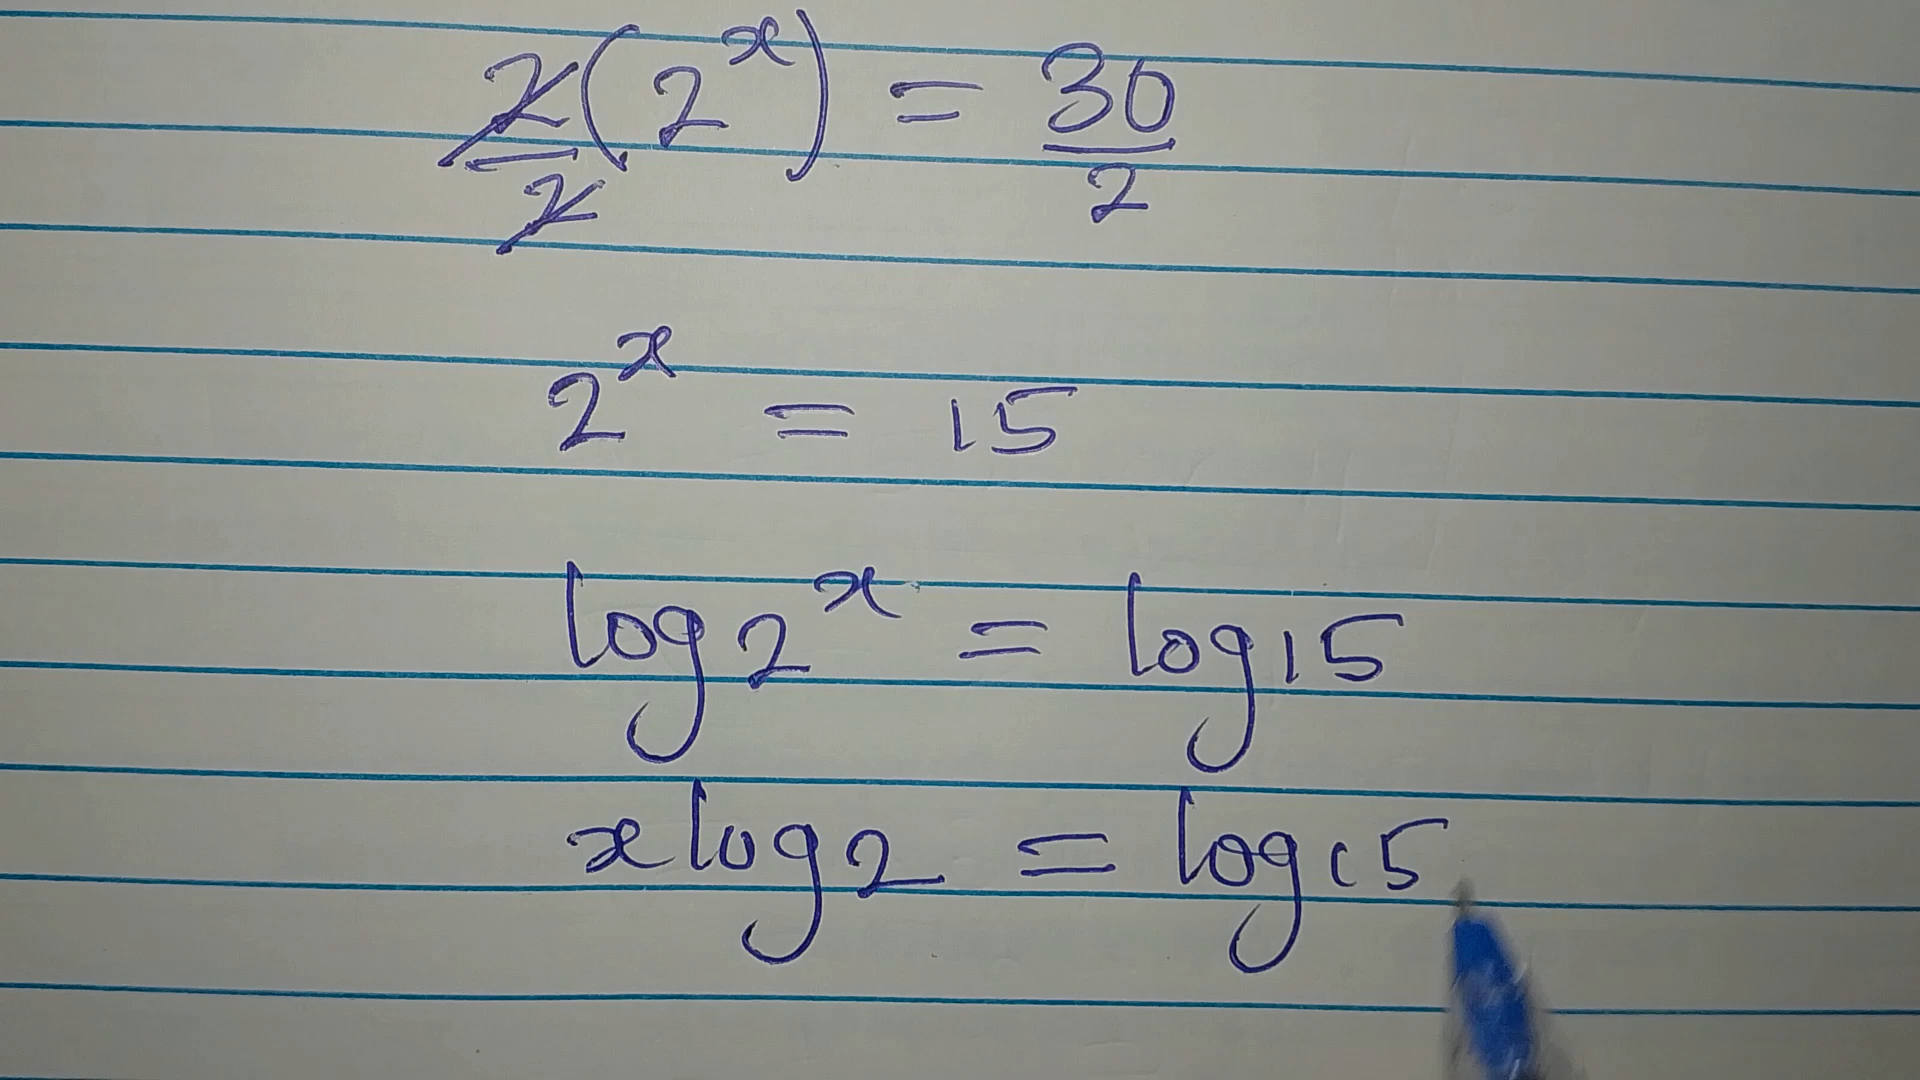 2(2^x)/2 = 30/2
2^x = 15
log 2^x = log 15
x log 2 = log 15